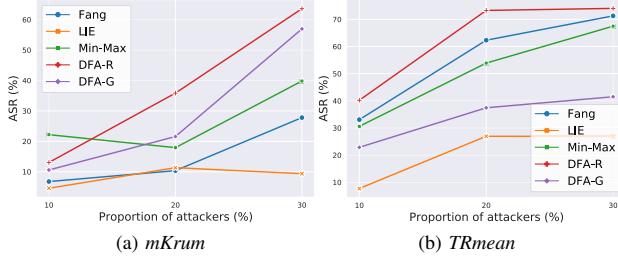 Fang
LIE
Min-Max
DFA-R
DFA-G
ASR (%)
60
50
40
30
20
10
10
20
30
Proportion of attackers (%)
(a) mKrum
ASR (%)
70
60
50
40
30
20
10
Fang
LIE
Min-Max
DFA-R
DFA-G
10
20
30
Proportion of attackers (%)
(b) TRmean